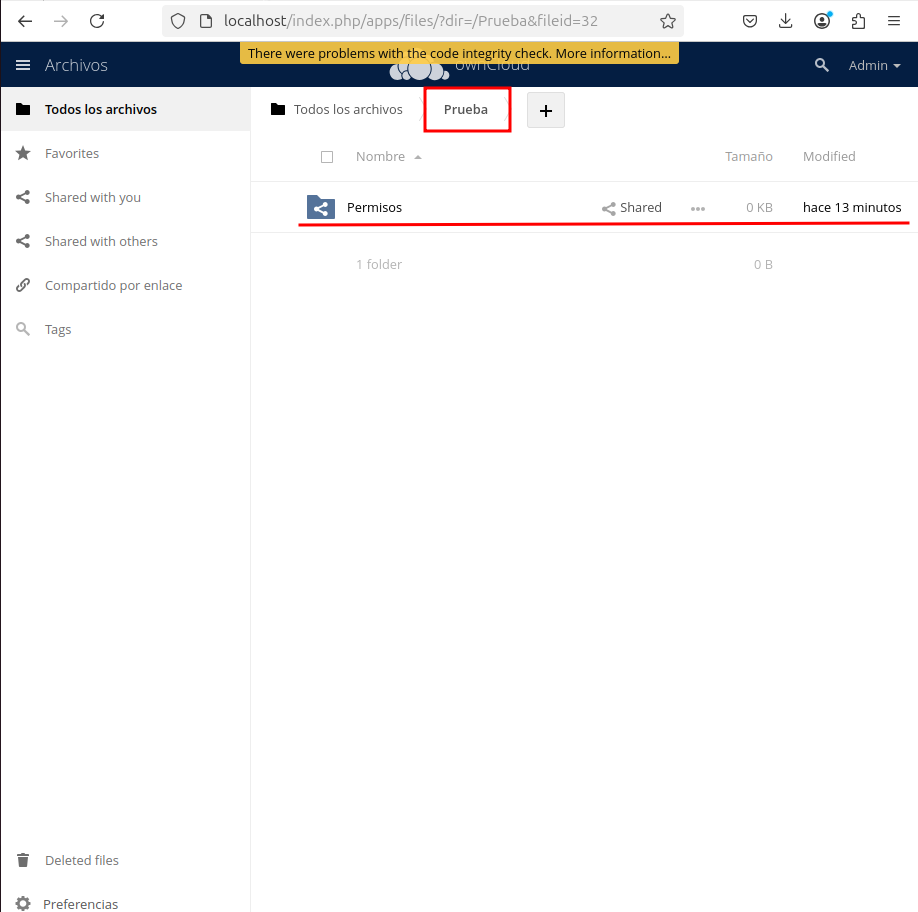 localhost/index.php/apps/files/?dir=/Prueba&fileid=32
There were problems with the code integrity check. More information…
Archivos
ownCloud
Admin
Todos los archivos
Todos los archivos
Prueba
+
Favorites
Nombre
Tamaño
Modified
Shared with you
Permisos
Shared
0 KB
hace 13 minutos
Shared with others
1 folder
0 B
Compartido por enlace
Tags
Deleted files
Preferencias